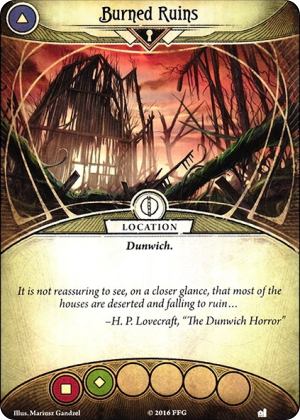 Burned Ruins
LOCATION
Dunwich.
It is not reassuring to see, on a closer glance, that most of the
houses are deserted and falling to ruin…
–H. P. Lovecraft, “The Dunwich Horror”
Illus. Mariusz Gandzel
© 2016 FFG